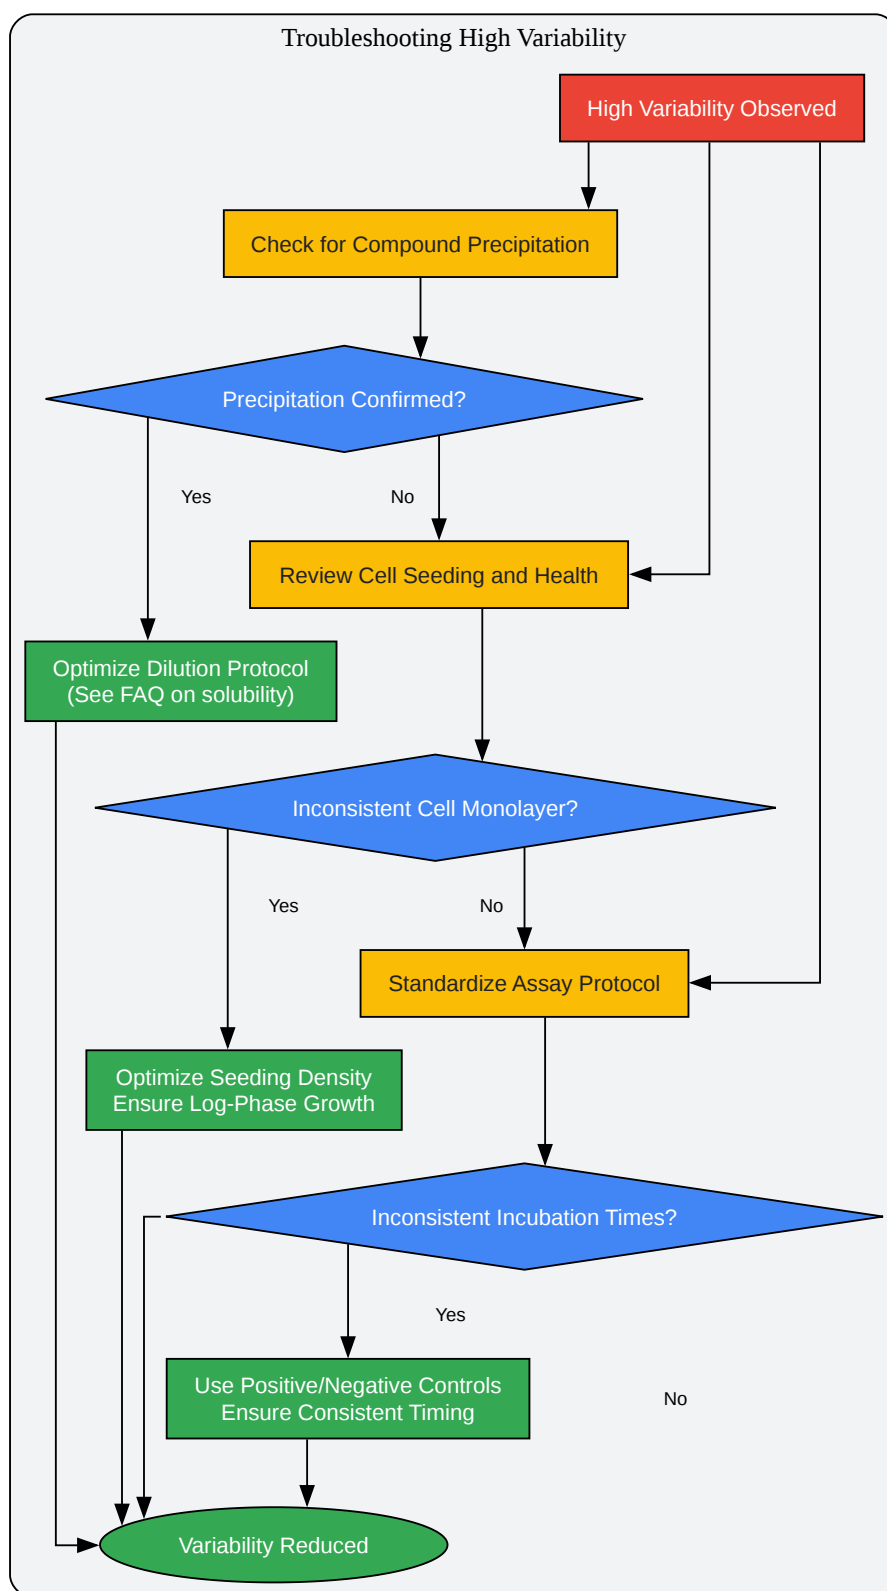 Troubleshooting High Variability
High Variability Observed
Check for Compound Precipitation
Precipitation Confirmed?
Yes
No
Review Cell Seeding and Health
Optimize Dilution Protocol
(See FAQ on solubility)
Inconsistent Cell Monolayer?
Yes
No
Standardize Assay Protocol
Optimize Seeding Density
Ensure Log-Phase Growth
Inconsistent Incubation Times?
Yes
Use Positive/Negative Controls
Ensure Consistent Timing
No
Variability Reduced